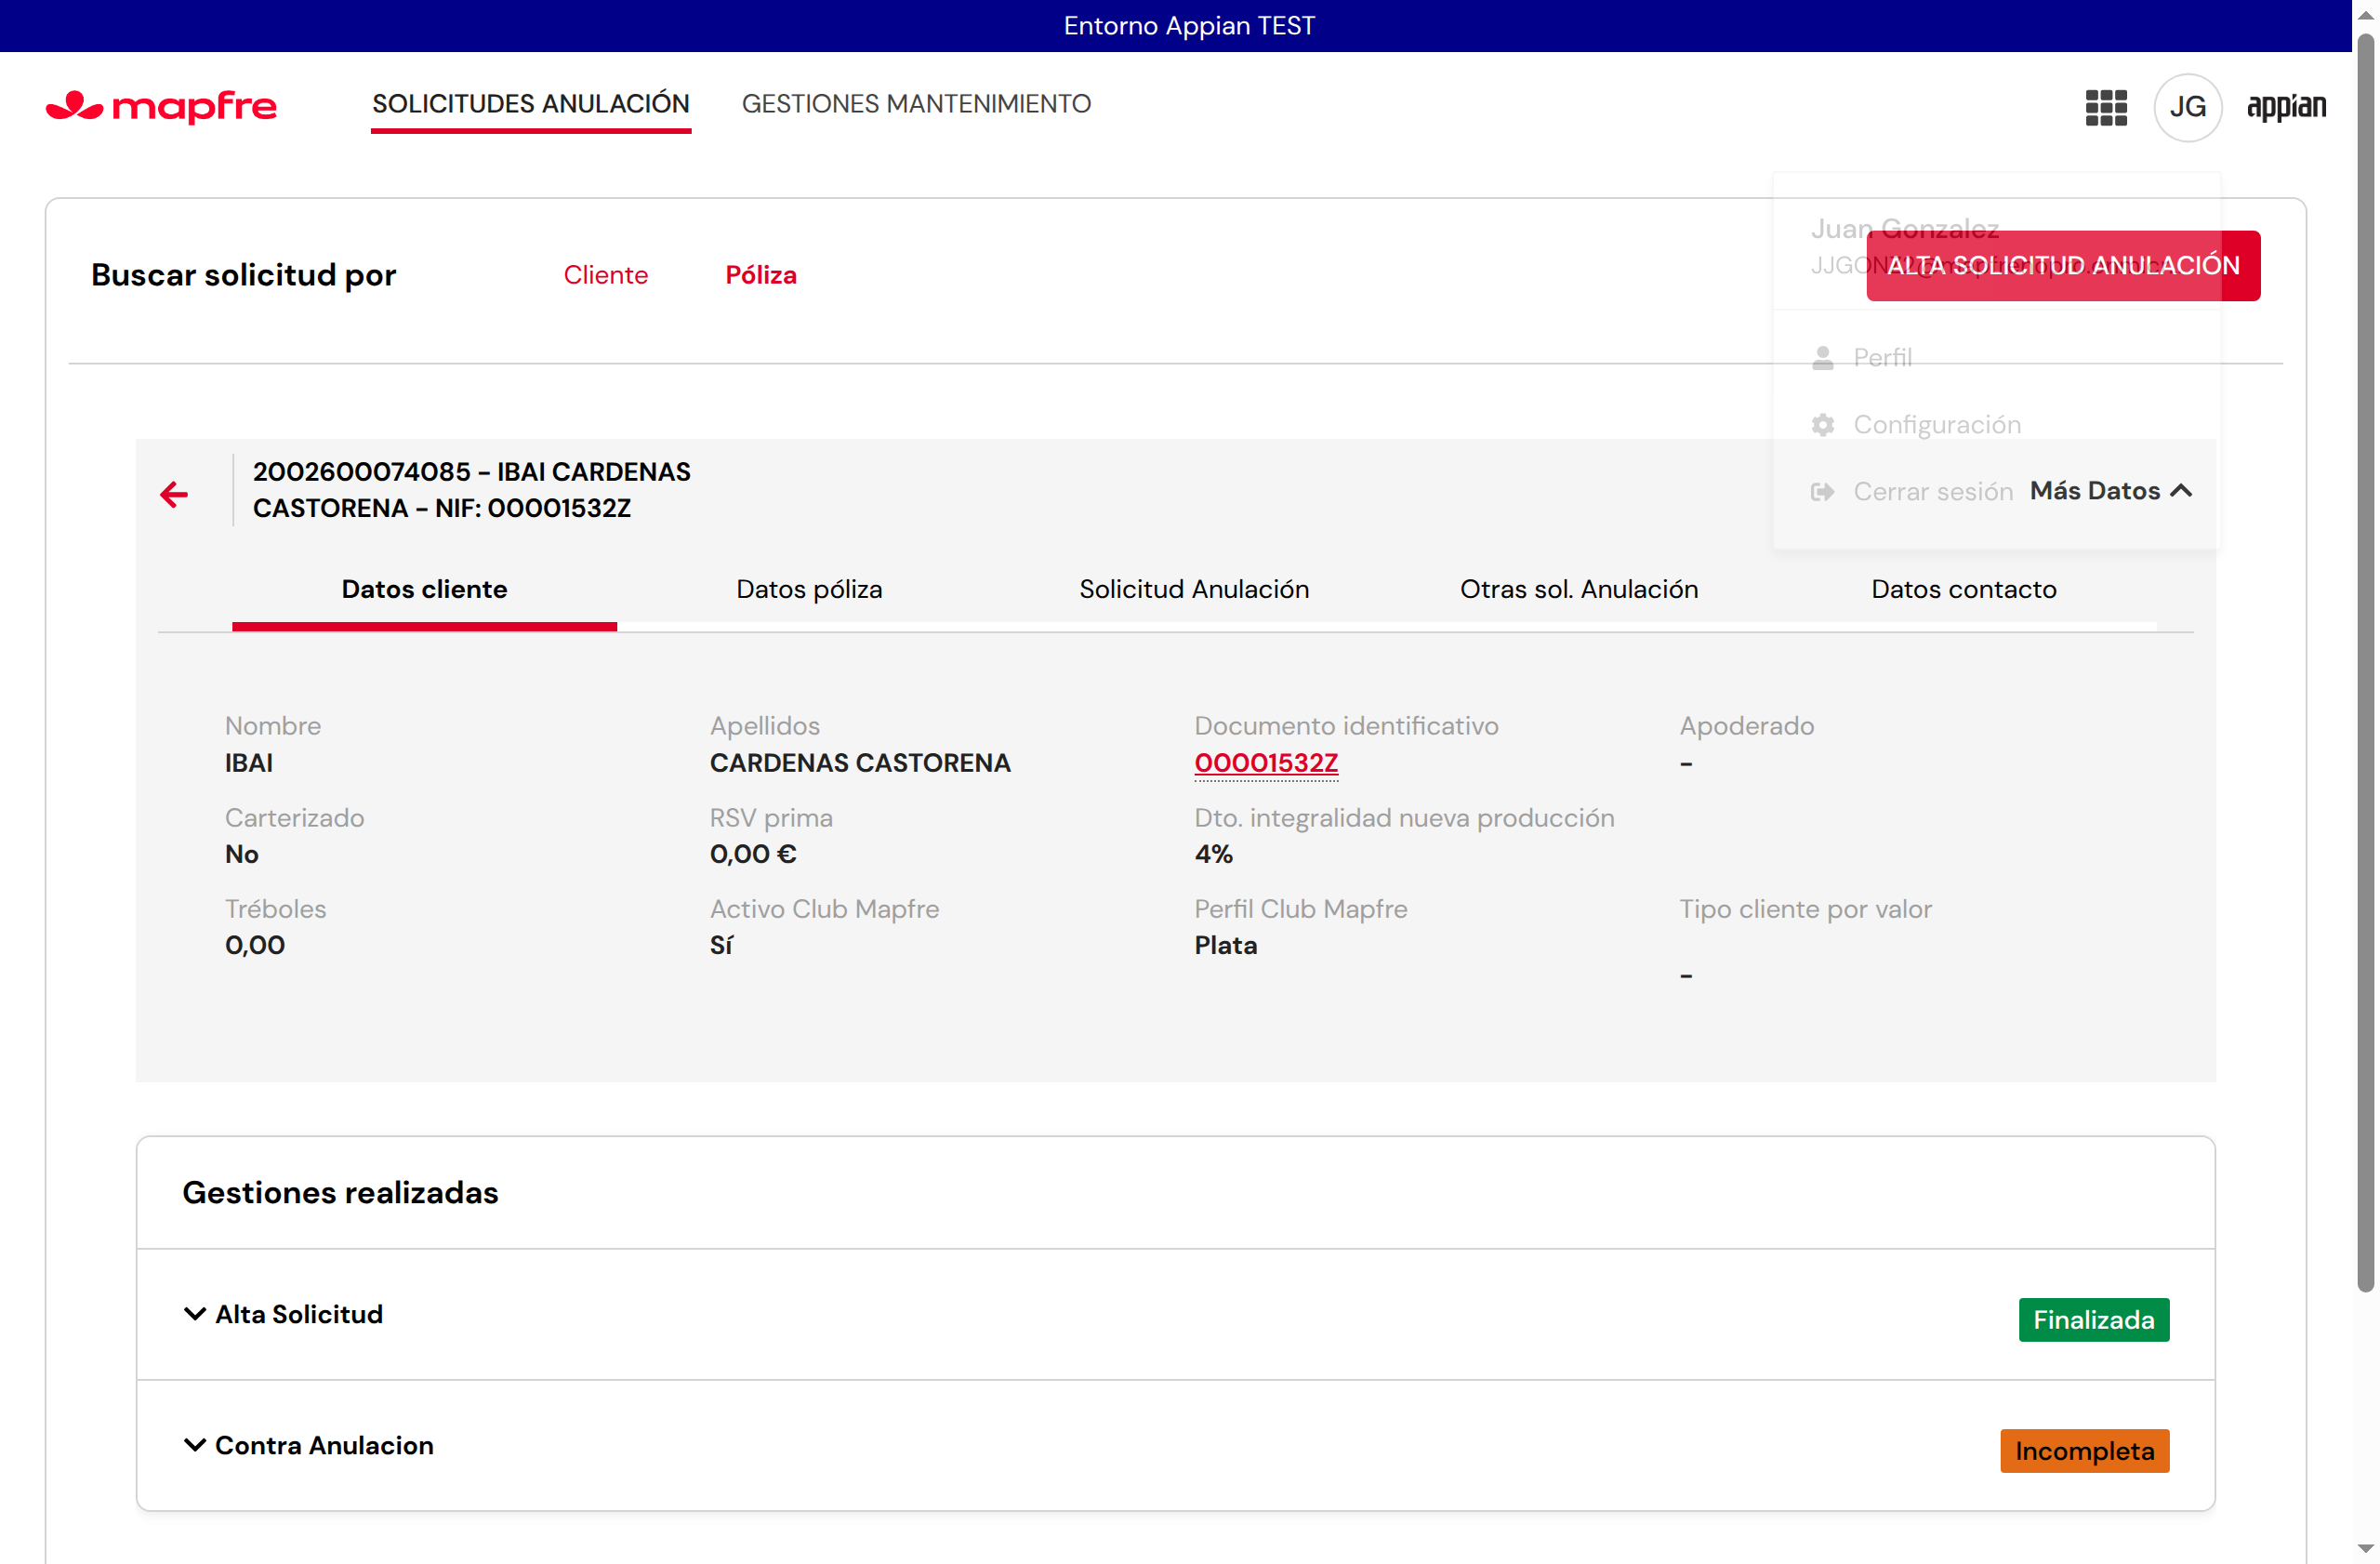 Entorno Appian TEST
mapfre
SOLICITUDES ANULACIÓN
GESTIONES MANTENIMIENTO
JG
appian
Juan Gonzalez
Buscar solicitud por
Cliente
Póliza
ALTA SOLICITUD ANULACIÓN
Perfil
Configuración
2002600074085 - IBAI CARDENAS
CASTORENA - NIF: 00001532Z
Cerrar sesión
Más Datos
Datos cliente
Datos póliza
Solicitud Anulación
Otras sol. Anulación
Datos contacto
Nombre
IBAI
Apellidos
CARDENAS CASTORENA
Documento identificativo
00001532Z
Apoderado
-
Carterizado
No
RSV prima
0,00 €
Dto. integralidad nueva producción
4%
Tréboles
0,00
Activo Club Mapfre
Sí
Perfil Club Mapfre
Plata
Tipo cliente por valor
-
Gestiones realizadas
Alta Solicitud
Finalizada
Contra Anulacion
Incompleta